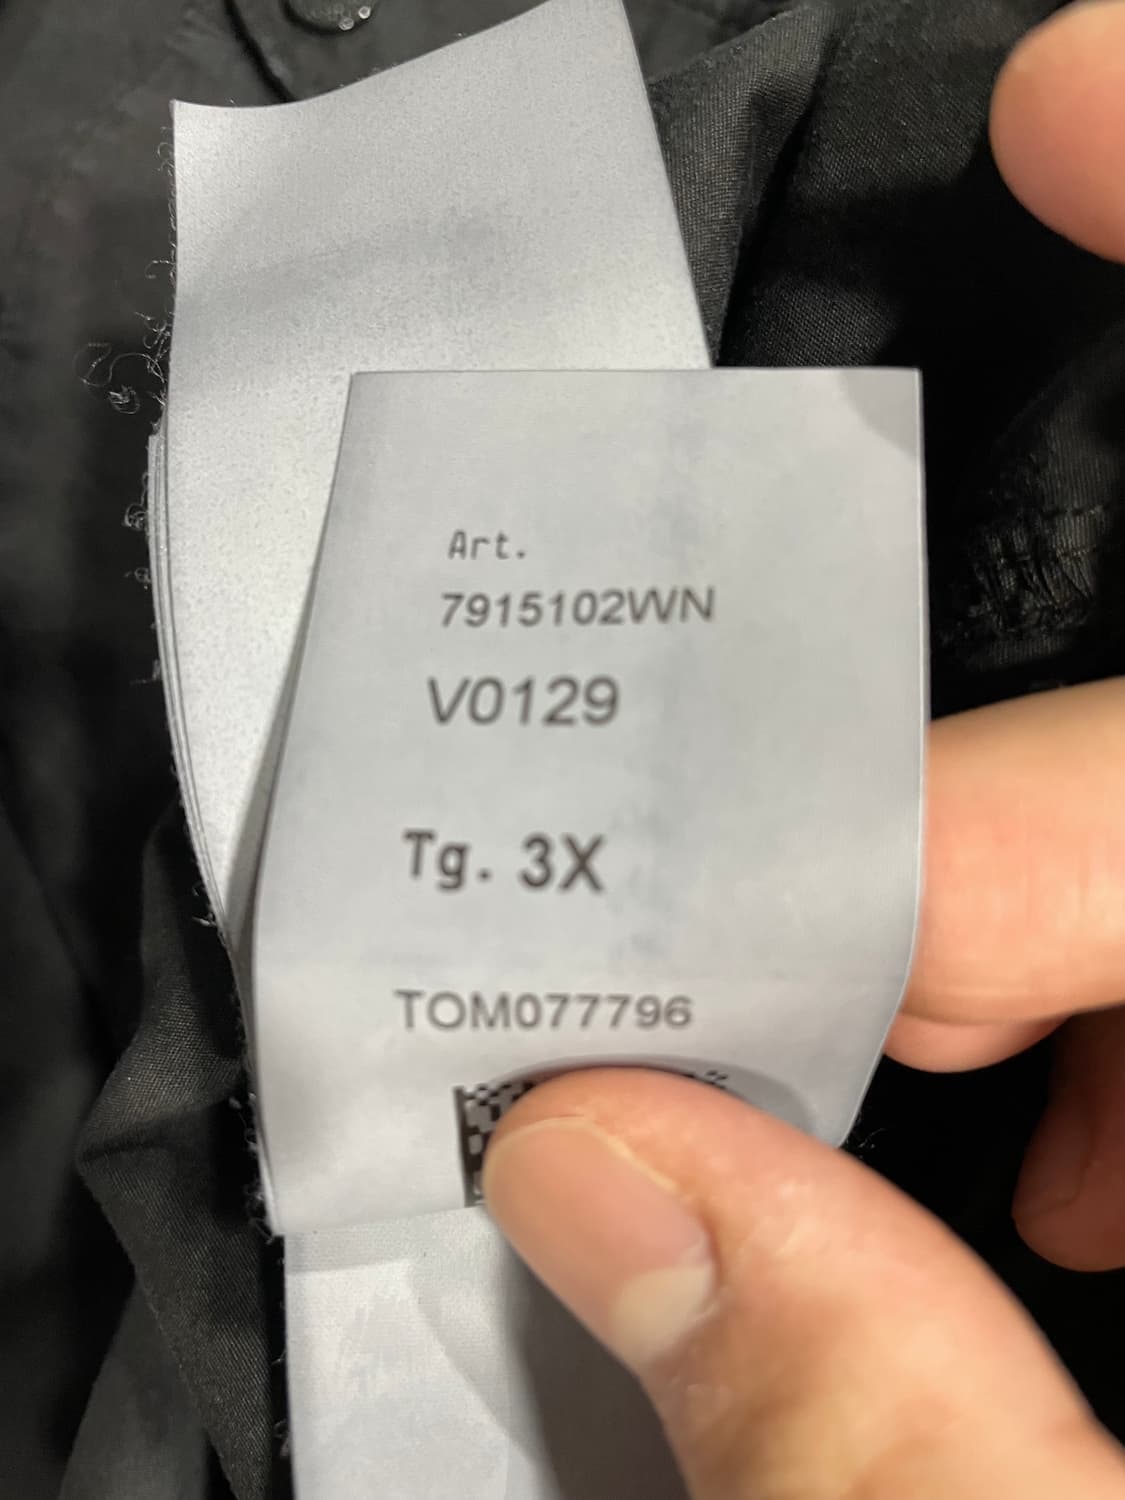 Art.
7915102WN
V0129
Tg. 3X
TOM077796